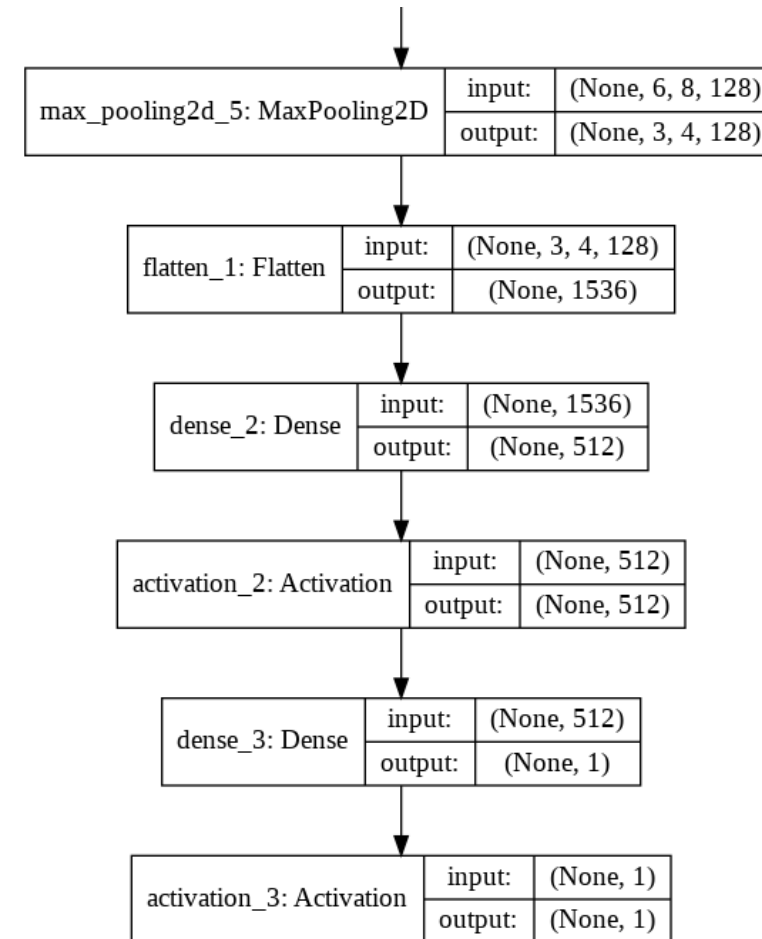 max_pooling2d_5: MaxPooling2D
input:
(None, 6, 8, 128)
output:
(None, 3, 4, 128)
flatten_1: Flatten
input:
(None, 3, 4, 128)
output:
(None, 1536)
dense_2: Dense
input:
(None, 1536)
output:
(None, 512)
activation_2: Activation
input:
(None, 512)
output:
(None, 512)
dense_3: Dense
input:
(None, 512)
output:
(None, 1)
activation_3: Activation
input:
(None, 1)
output:
(None, 1)